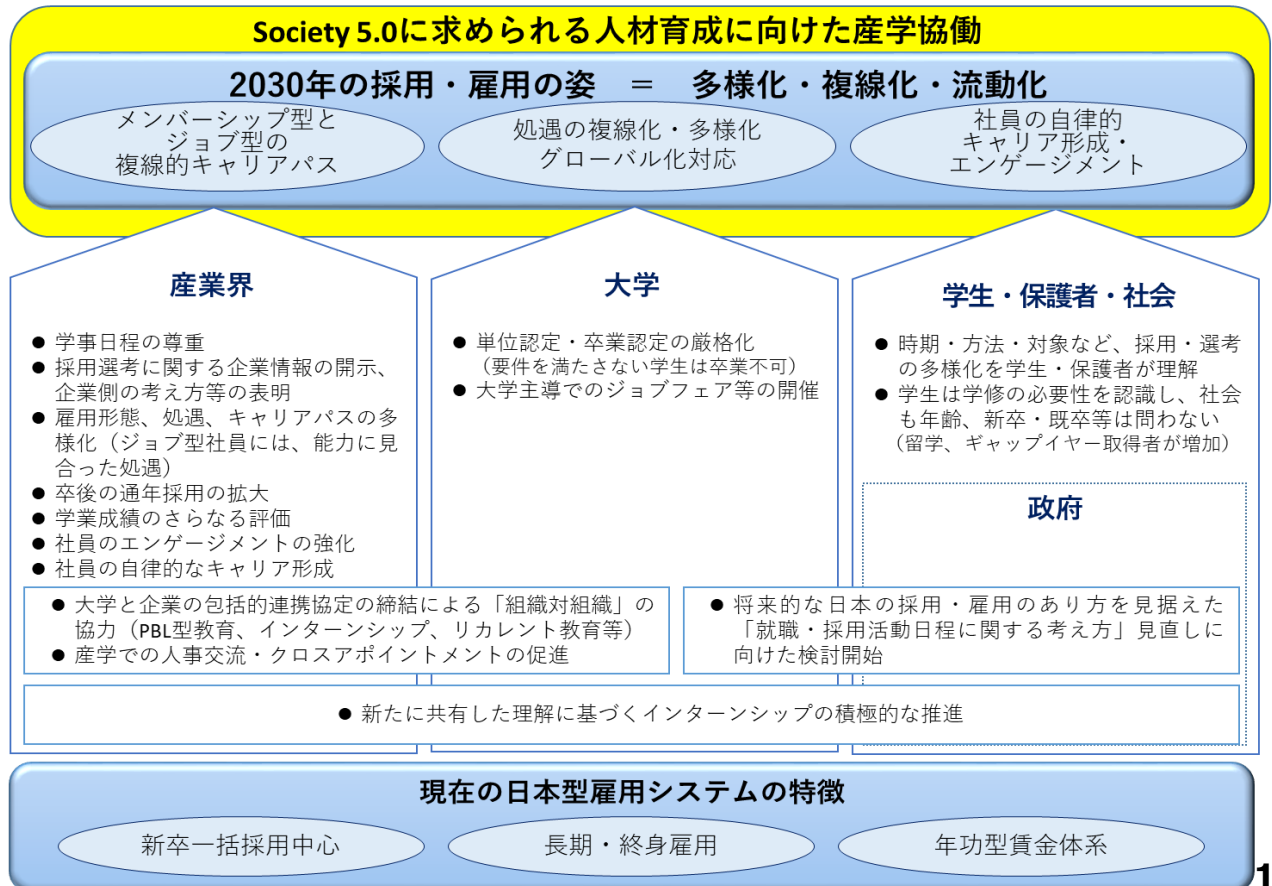 Society 5.0に求められる人材育成に向けた産学協働
2030年の採用・雇用の姿 = 多様化・複線化・流動化
メンバーシップ型と
ジョブ型の
複線的キャリアパス
処遇の複線化・多様化
グローバル化対応
社員の自律的
キャリア形成・
エンゲージメント
産業界
● 学事日程の尊重
● 採用選考に関する企業情報の開示、
企業側の考え方等の表明
● 雇用形態、処遇、キャリアパスの多
様化（ジョブ型社員には、能力に見
合った処遇）
● 卒後の通年採用の拡大
● 学業成績のさらなる評価
● 社員のエンゲージメントの強化
● 社員の自律的なキャリア形成
大学
● 単位認定・卒業認定の厳格化
（要件を満たさない学生は卒業不可）
● 大学主導でのジョブフェア等の開催
学生・保護者・社会
● 時期・方法・対象など、採用・選考
の多様化を学生・保護者が理解
● 学生は学修の必要性を認識し、社会
も年齢、新卒・既卒等は問わない
（留学、ギャップイヤー取得者が増加）
政府
● 大学と企業の包括的連携協定の締結による「組織対組織」の
協力（PBL型教育、インターンシップ、リカレント教育等）
● 産学での人事交流・クロスアポイントメントの促進
● 将来的な日本の採用・雇用のあり方を見据えた
「就職・採用活動日程に関する考え方」見直しに
向けた検討開始
● 新たに共有した理解に基づくインターンシップの積極的な推進
現在の日本型雇用システムの特徴
新卒一括採用中心
長期・終身雇用
年功型賃金体系
1